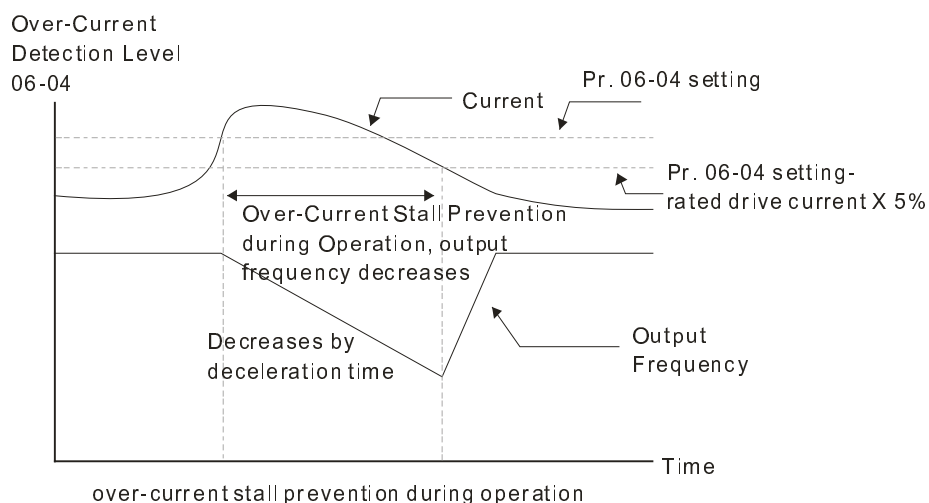 Over-Current
Detection Level
06-04
Pr. 06-04 setting
Current
Pr. 06-04 setting-
rated drive current X 5%
Over-Current Stall Prevention
during Operation, output
frequency decreases
Decreases by
deceleration time
Output
Frequency
Time
over-current stall prevention during operation